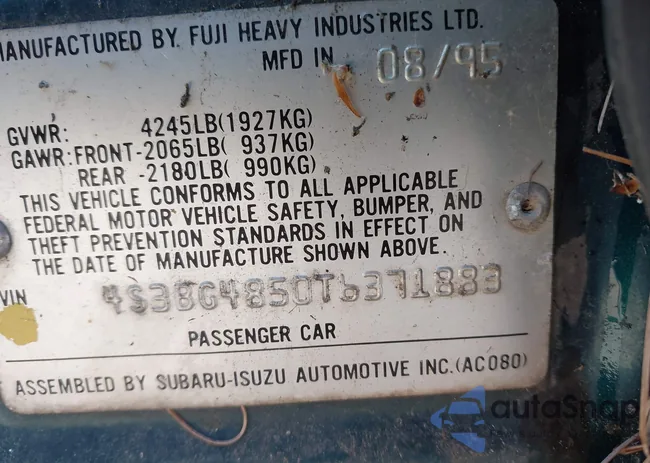 MANUFACTURED BY FUJI HEAVY INDUSTRIES LTD.
MFD IN 08/95
GVWR: 4245LB(1927KG)
GAWR:FRONT-2065LB( 937KG)
REAR -2180LB( 990KG)
THIS VEHICLE CONFORMS TO ALL APPLICABLE
FEDERAL MOTOR VEHICLE SAFETY, BUMPER, AND
THEFT PREVENTION STANDARDS IN EFFECT ON
THE DATE OF MANUFACTURE SHOWN ABOVE.
VIN 4S3BG4850T6371883
PASSENGER CAR
ASSEMBLED BY SUBARU-ISUZU AUTOMOTIVE INC.(AC080)
autoSnap